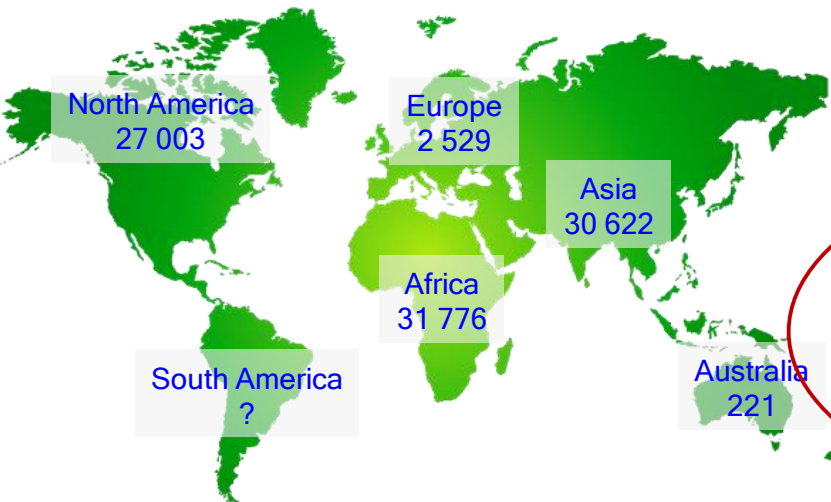 North America
27 003
Europe
2 529
Asia
30 622
Africa
31 776
South America
?
Australia
221